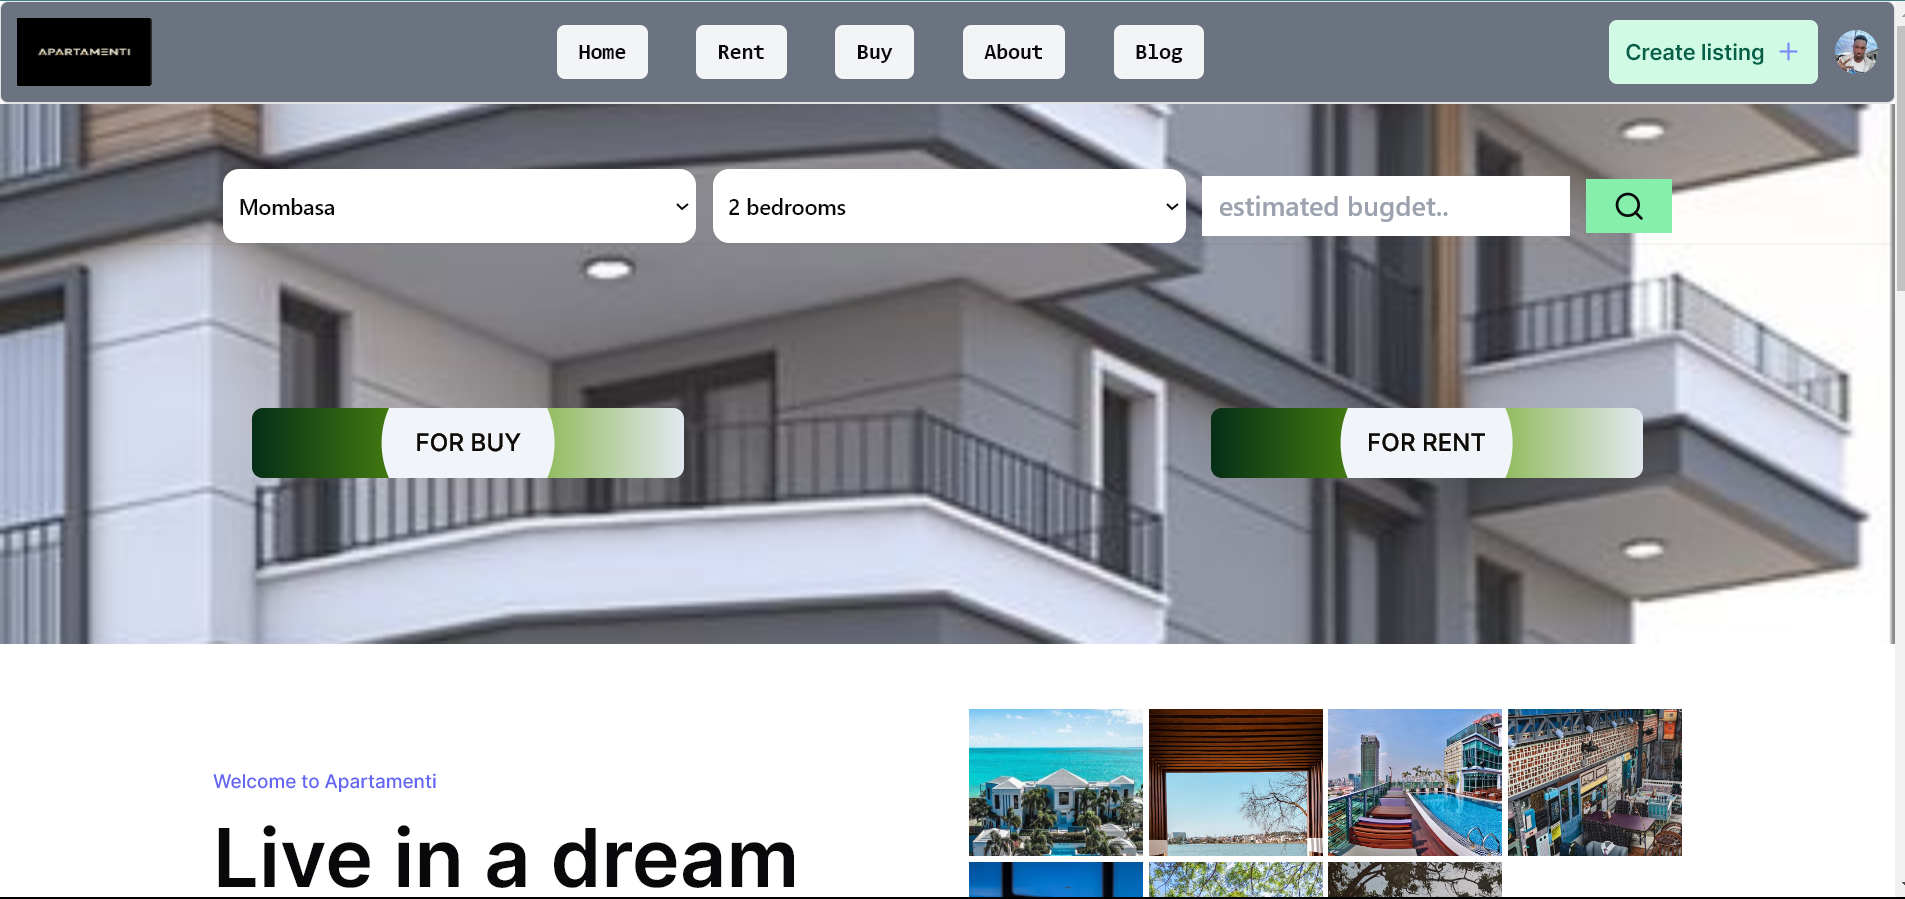 APARTAMENTI
Home
Rent
Buy
About
Blog
Create listing +
Mombasa
2 bedrooms
estimated bugdet..
FOR BUY
FOR RENT
Welcome to Apartamenti
Live in a dream